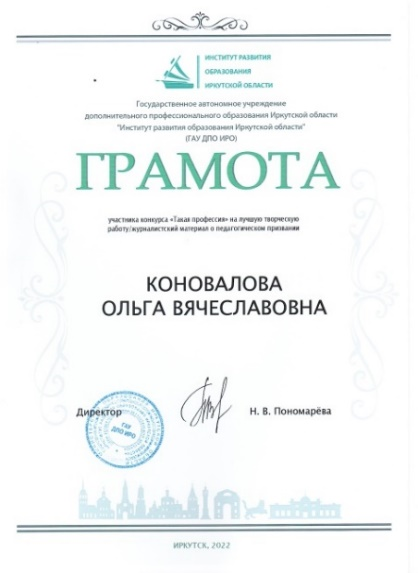 ИНСТИТУТ РАЗВИТИЯ
ОБРАЗОВАНИЯ
ИРКУТСКОЙ ОБЛАСТИ
Государственное автономное учреждение
дополнительного профессионального образования Иркутской области
"Институт развития образования Иркутской области"
(ГАУ ДПО ИРО)
ГРАМОТА
участника конкурса «Такая профессия» на лучшую творческую
работу/журналистский материал о педагогическом призвании
КОНОВАЛОВА
ОЛЬГА ВЯЧЕСЛАВОВНА
Директор
Н. В. Пономарёва
ГАУ
ДПО ИРО
ИРКУТСК, 2022